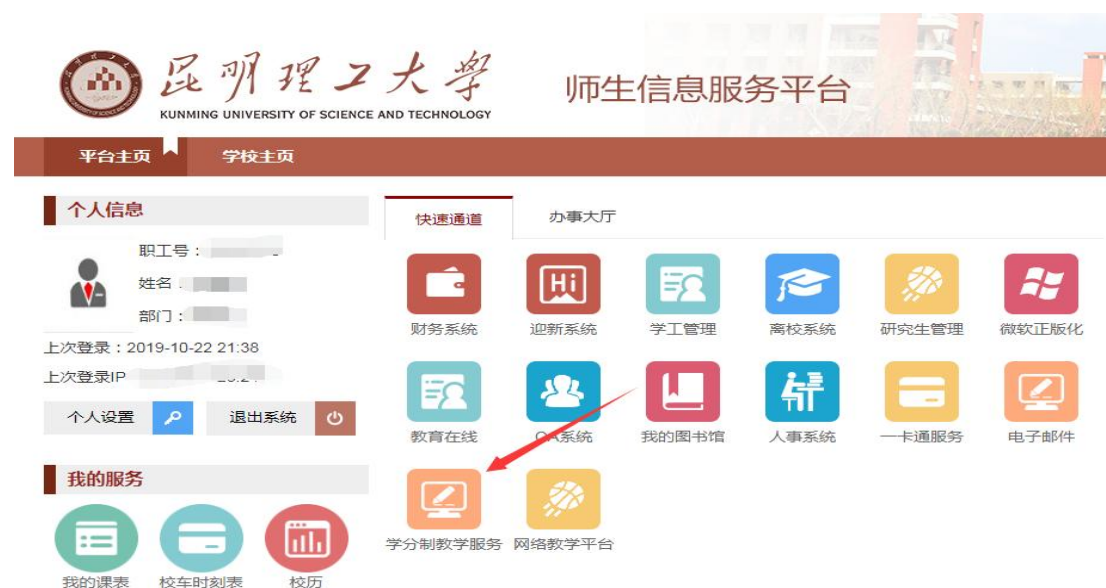 昆明理工大学
KUNMING UNIVERSITY OF SCIENCE AND TECHNOLOGY
师生信息服务平台
平台主页 学校主页
个人信息
职工号：
姓名：
部门：
上次登录：2019-10-22 21:38
上次登录IP
个人设置 退出系统
我的服务
我的课表 校车时刻表 校历
快速通道 办事大厅
Hi
财务系统 迎新系统 学工管理 离校系统 研究生管理 微软正版化
教育在线 OA系统 我的图书馆 人事系统 一卡通服务 电子邮件
学分制教学服务 网络教学平台